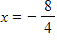 x = − 8/4